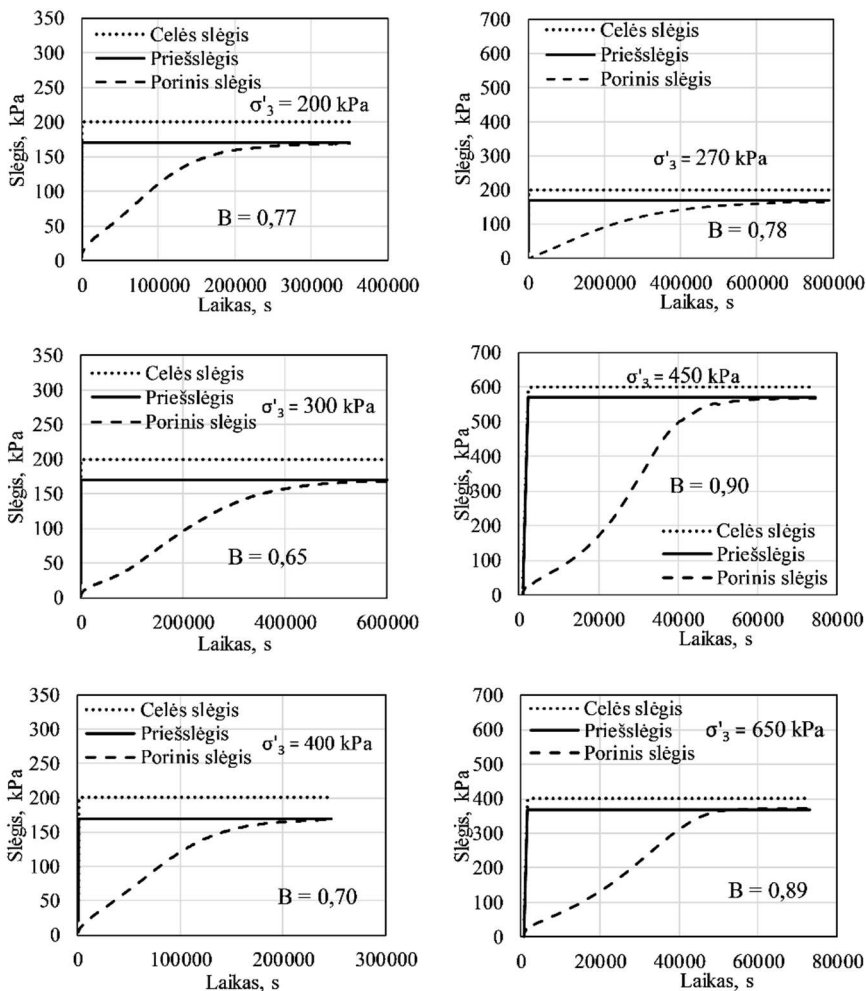 350
300
250
200
150
100
50
0
Slėgis, kPa
Celės slėgis
Priešslėgis
Porinis slėgis
σ'3 = 200 kPa
B = 0,77
0 100000 200000 300000 400000
Laikas, s
700
600
500
400
300
200
100
0
Slėgis, kPa
Celės slėgis
Priešslėgis
Porinis slėgis
σ'3 = 270 kPa
B = 0,78
0 200000 400000 600000 800000
Laikas, s
350
300
250
200
150
100
50
0
Slėgis, kPa
Celės slėgis
Priešslėgis
σ'3 = 300 kPa
Porinis slėgis
B = 0,65
0 200000 400000 600000
Laikas, s
700
600
500
400
300
200
100
0
Slėgis, kPa
σ'3 = 450 kPa
B = 0,90
Celės slėgis
Priešslėgis
Porinis slėgis
0 20000 40000 60000 80000
Laikas, s
350
300
250
200
150
100
50
0
Slėgis, kPa
Celės slėgis
Priešslėgis
σ'3 = 400 kPa
Porinis slėgis
B = 0,70
0 100000 200000 300000
Laikas, s
700
600
500
400
300
200
100
0
Slėgis, kPa
Celės slėgis
Priešslėgis
σ'3 = 650 kPa
Porinis slėgis
B = 0,89
0 20000 40000 60000 80000
Laikas, s